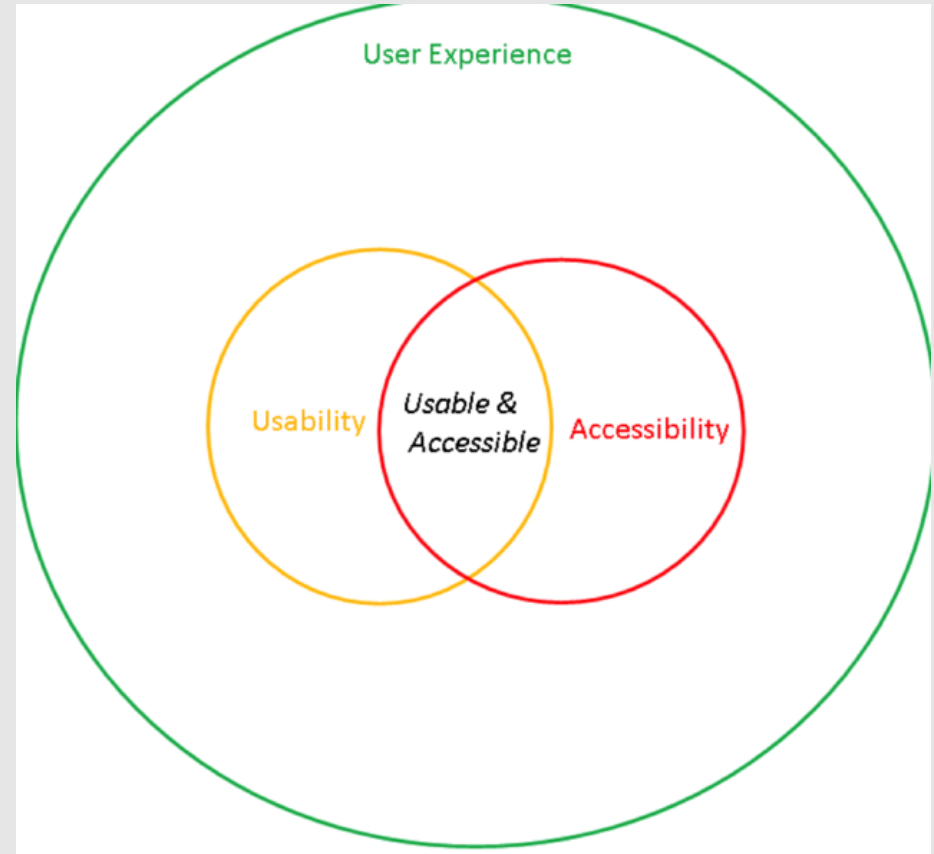 User Experience
Usability
Usable &
Accessible
Accessibility